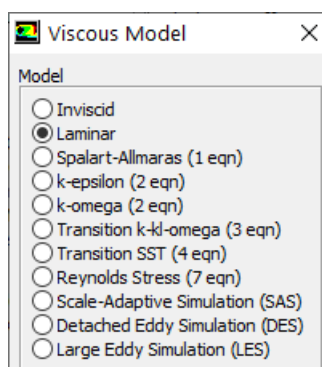 Viscous Model
Model
Inviscid
Laminar
Spalart-Allmaras (1 eqn)
k-epsilon (2 eqn)
k-omega (2 eqn)
Transition k-kl-omega (3 eqn)
Transition SST (4 eqn)
Reynolds Stress (7 eqn)
Scale-Adaptive Simulation (SAS)
Detached Eddy Simulation (DES)
Large Eddy Simulation (LES)